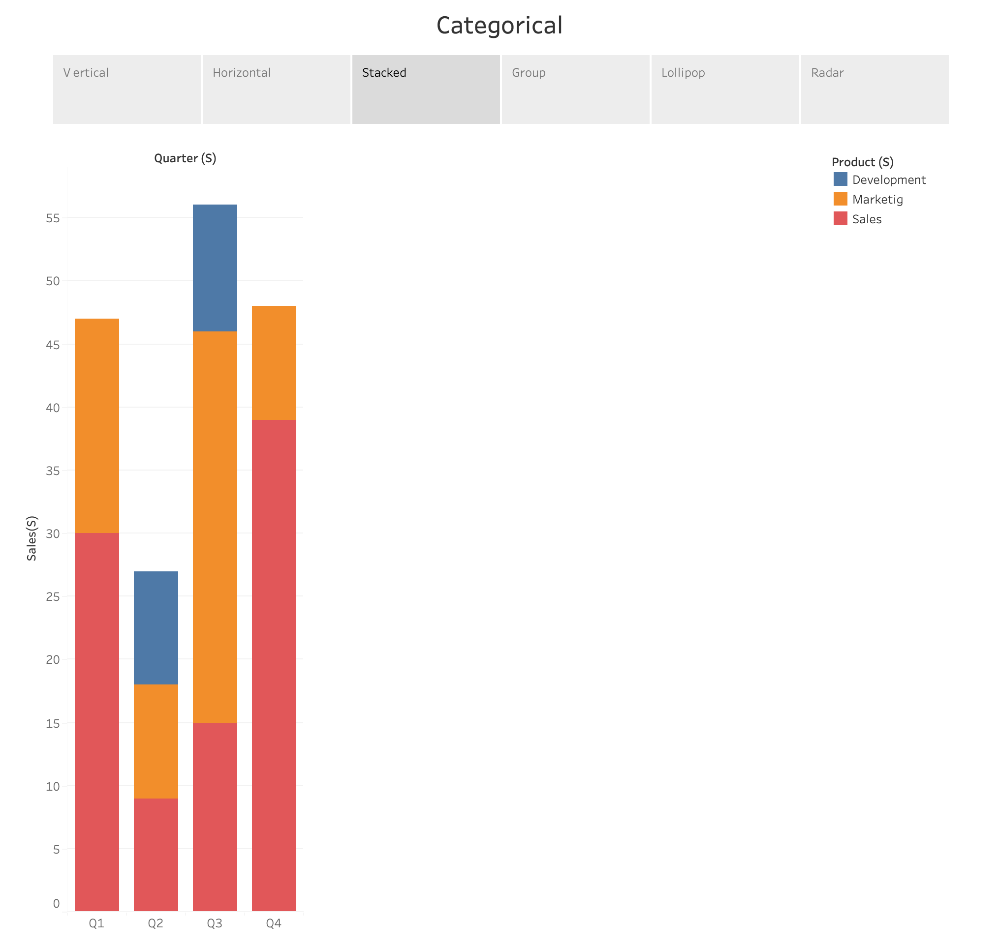 Categorical
V ertical
Horizontal
Stacked
Group
Lollipop
Radar
Quarter (S)
Product (S)
Development
Marketig
Sales
55
50
45
40
35
30
25
20
15
10
5
0
Sales(S)
Q1
Q2
Q3
Q4